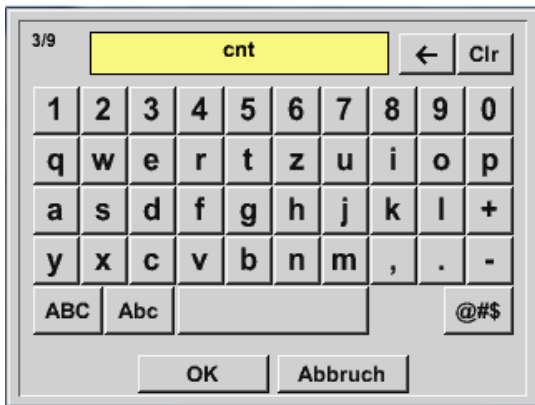 3/9 cnt ← Clr
1 2 3 4 5 6 7 8 9 0
q w e r t z u i o p
a s d f g h j k l +
y x c v b n m , . -
ABC Abc @#$
OK Abbruch